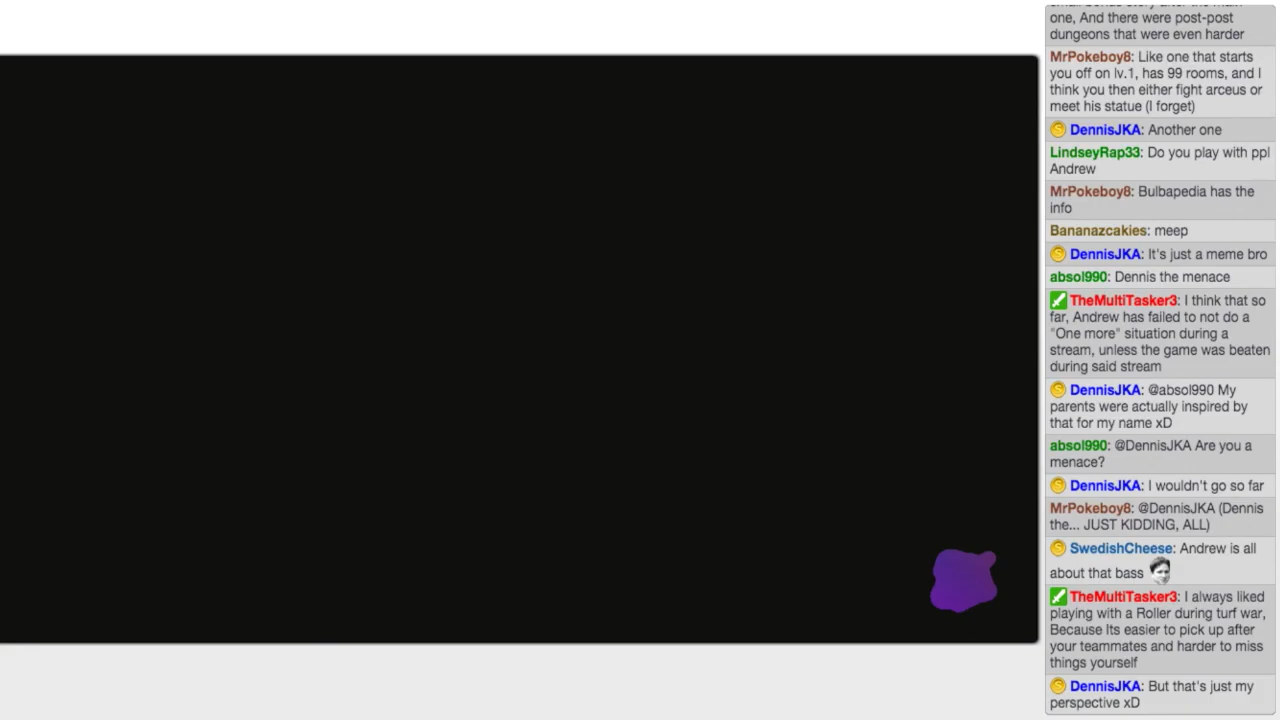 one, And there were post-post
dungeons that were even harder
MrPokeboy8: Like one that starts
you off on lv.1, has 99 rooms, and I
think you then either fight arceus or
meet his statue (I forget)
DennisJKA: Another one
LindseyRap33: Do you play with ppl
Andrew
MrPokeboy8: Bulbapedia has the
info
Bananazcakies: meep
DennisJKA: It's just a meme bro
absol990: Dennis the menace
TheMultiTasker3: I think that so
far, Andrew has failed to not do a
"One more" situation during a
stream, unless the game was beaten
during said stream
DennisJKA: @absol990 My
parents were actually inspired by
that for my name xD
absol990: @DennisJKA Are you a
menace?
DennisJKA: I wouldn't go so far
MrPokeboy8: @DennisJKA (Dennis
the... JUST KIDDING, ALL)
SwedishCheese: Andrew is all
about that bass
TheMultiTasker3: I always liked
playing with a Roller during turf war,
Because Its easier to pick up after
your teammates and harder to miss
things yourself
DennisJKA: But that's just my
perspective xD